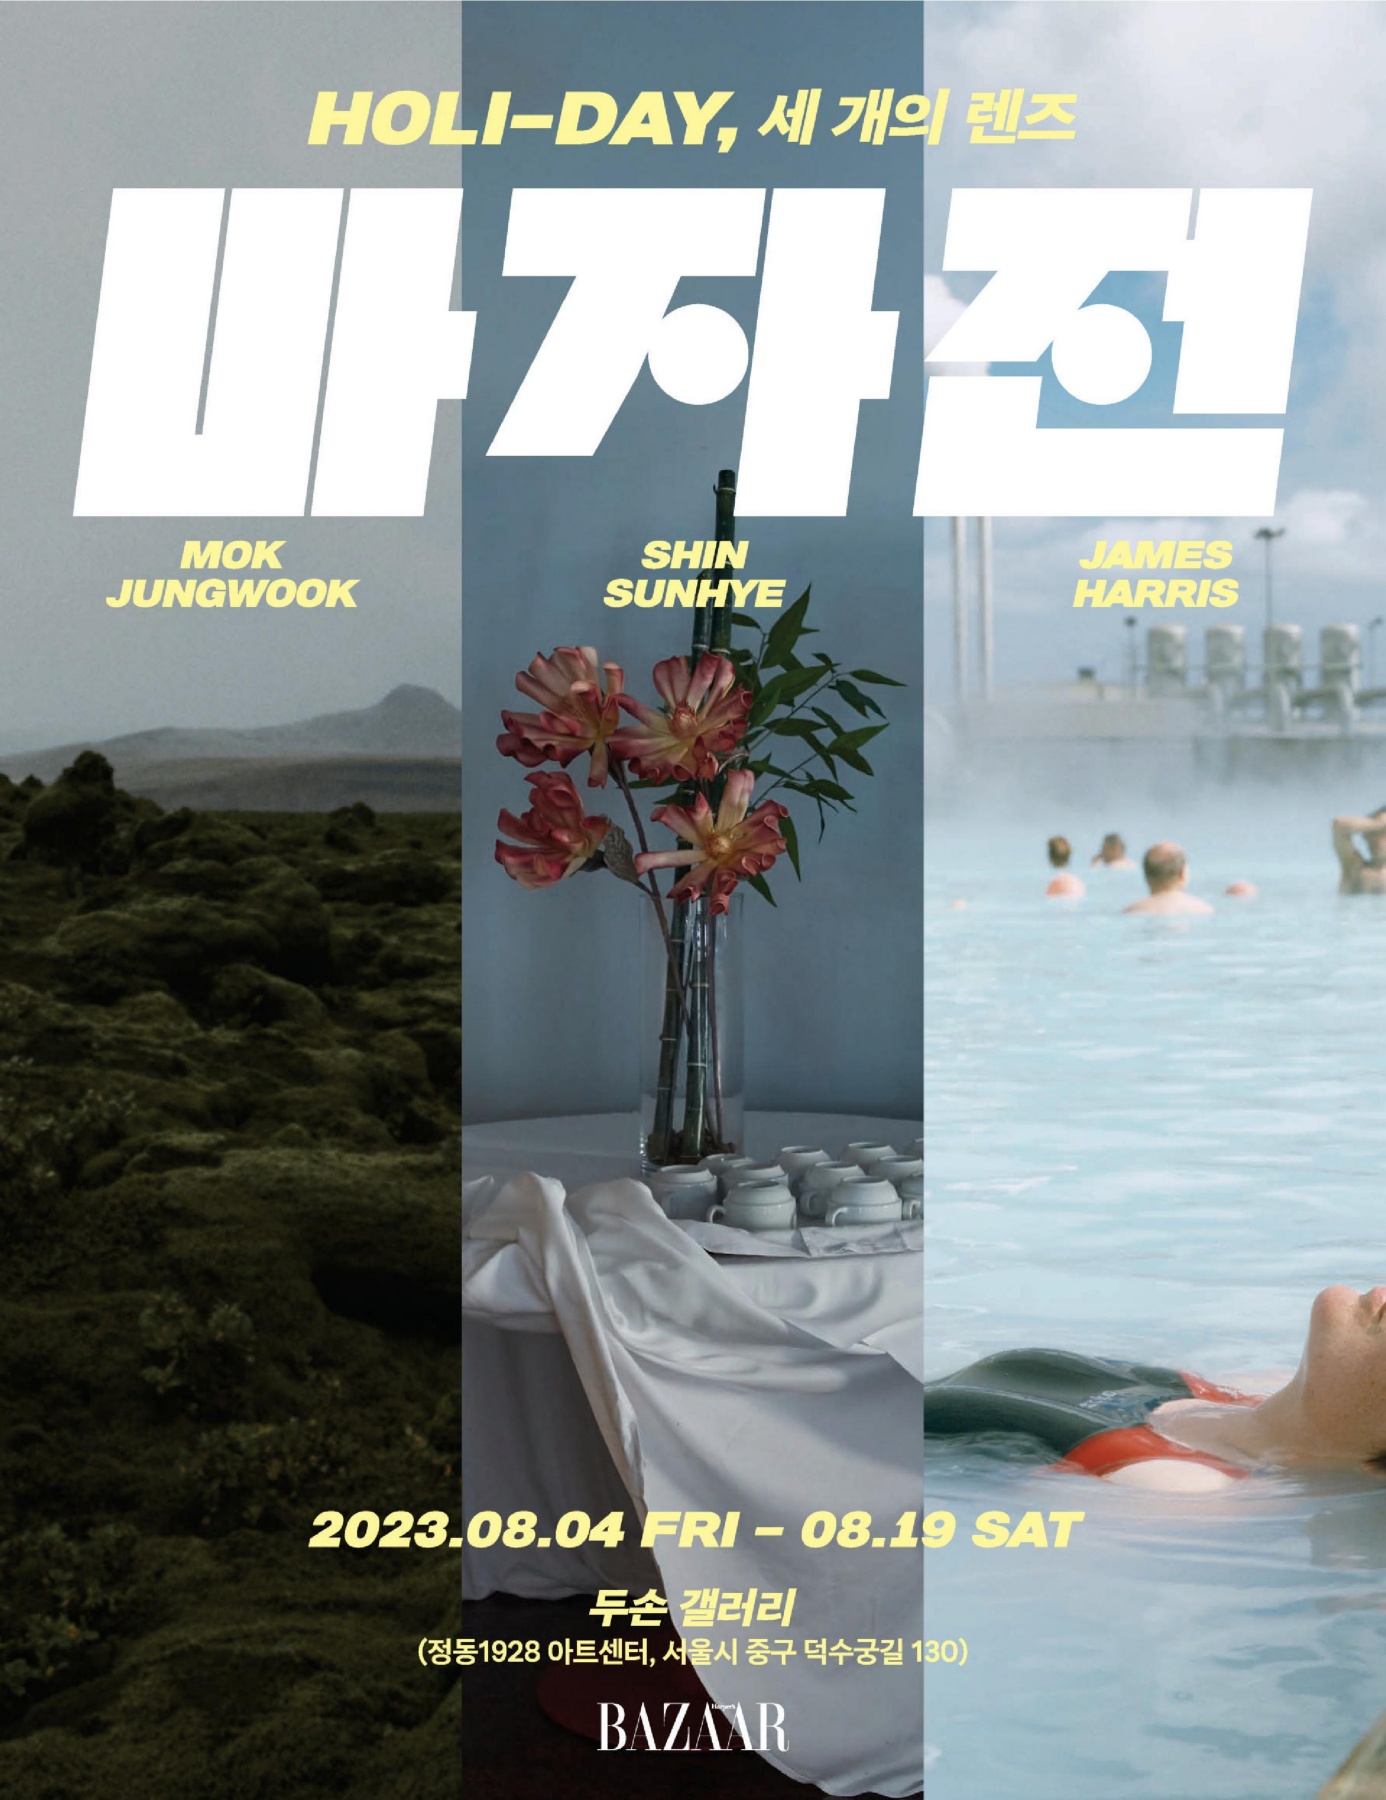 HOLI-DAY, 세 개의 렌즈
바자전
MOK
JUNGWOOK
SHIN
SUNHYE
JAMES
HARRIS
2023.08.04 FRI - 08.19 SAT
두손 갤러리
(정동1928 아트센터, 서울시 중구 덕수궁길 130)
Harper's
BAZAAR